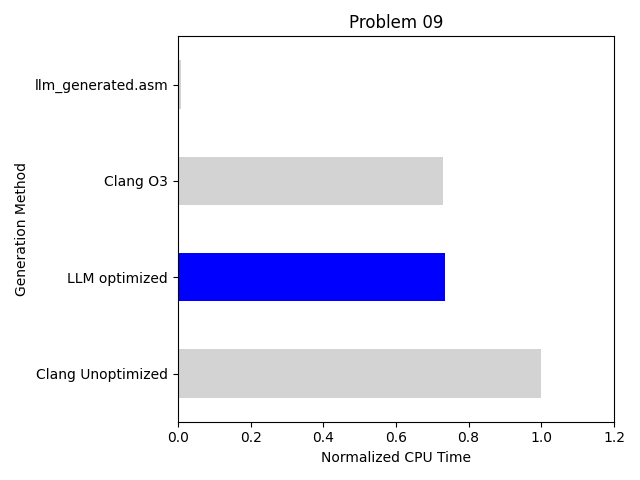 Problem 09
Generation Method
llm_generated.asm
Clang O3
LLM optimized
Clang Unoptimized
0.0 0.2 0.4 0.6 0.8 1.0 1.2
Normalized CPU Time